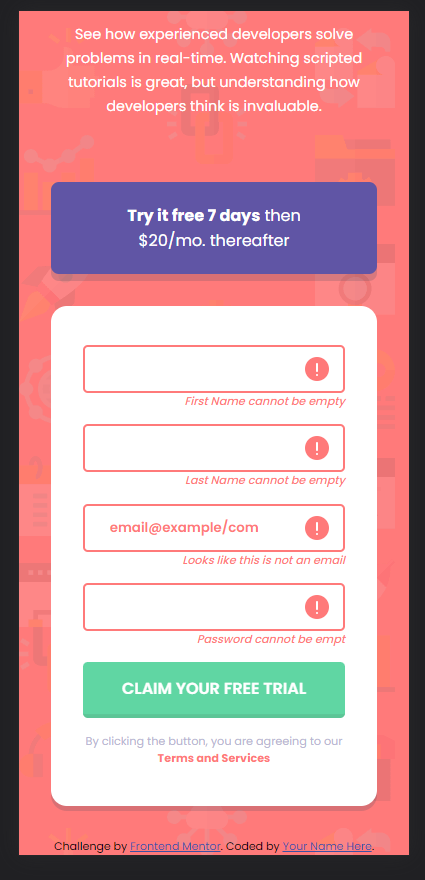 See how experienced developers solve
problems in real-time. Watching scripted
tutorials is great, but understanding how
developers think is invaluable.
Try it free 7 days then
$20/mo. thereafter
First Name cannot be empty
Last Name cannot be empty
email@example/com
Looks like this is not an email
Password cannot be empt
CLAIM YOUR FREE TRIAL
By clicking the button, you are agreeing to our
Terms and Services
Challenge by Frontend Mentor. Coded by Your Name Here.